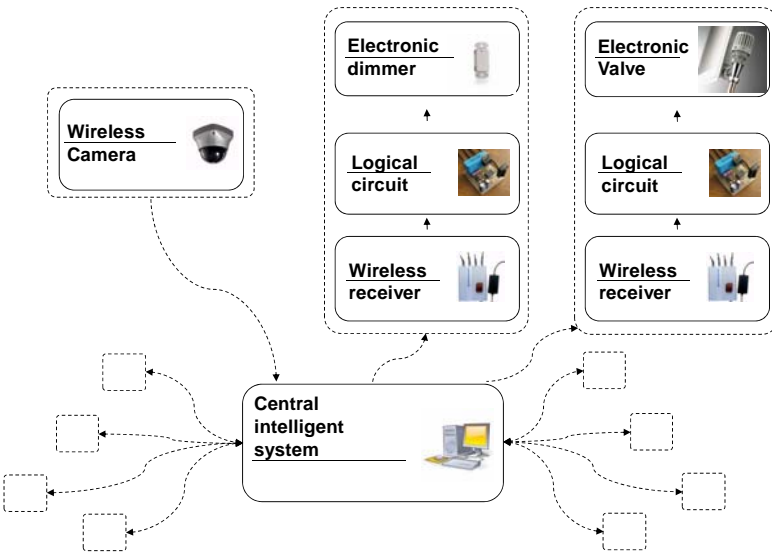 Electronic
dimmer
Electronic
Valve
Wireless
Camera
Logical
circuit
Logical
circuit
Wireless
receiver
Wireless
receiver
Central
intelligent
system